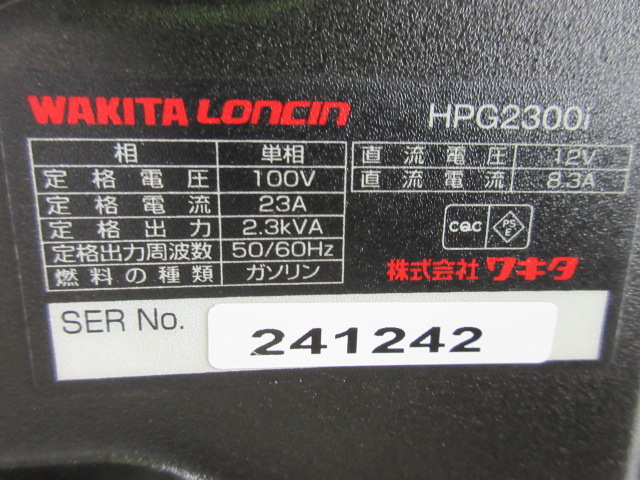 WAKITA LONCIN HPG2300i
相 単相
定格電圧 100V
定格電流 23A
定格出力 2.3kVA
定格出力周波数 50/60Hz
燃料の種類 ガソリン
直流電圧 12V
直流電流 8.3A
CQC PS E
株式会社 ワキタ
SER No. 241242